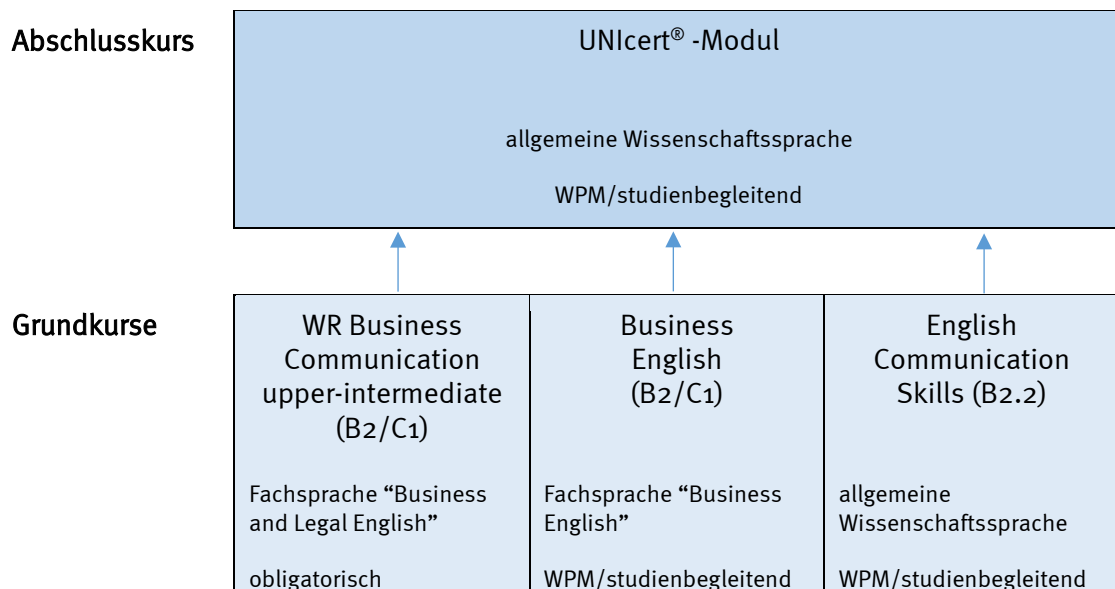 Abschlusskurs
UNIcert® -Modul
allgemeine Wissenschaftssprache
WPM/studienbegleitend
Grundkurse
WR Business
Communication
upper-intermediate
(B2/C1)
Fachsprache “Business
and Legal English”
obligatorisch
Business
English
(B2/C1)
Fachsprache “Business
English”
WPM/studienbegleitend
English
Communication
Skills (B2.2)
allgemeine
Wissenschaftssprache
WPM/studienbegleitend